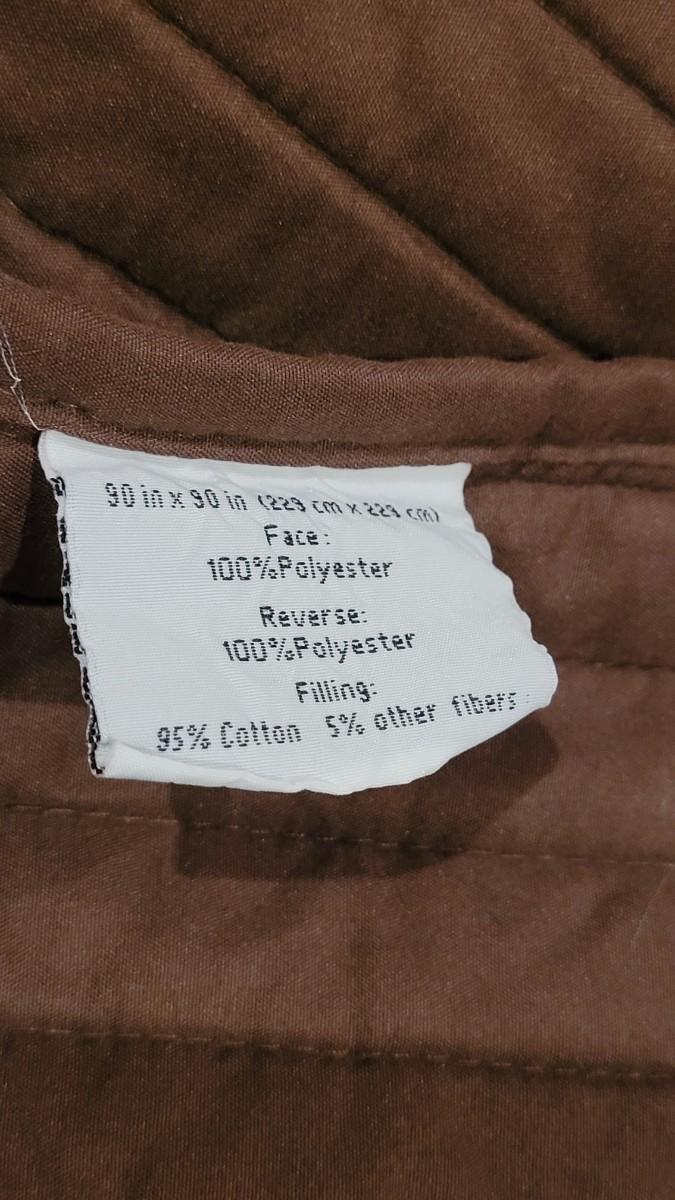 90 in x 90 in (229 cm x 229 cm)
Face:
100%Polyester
Reverse:
100%Polyester
Filling:
95% Cotton 5% other fibers